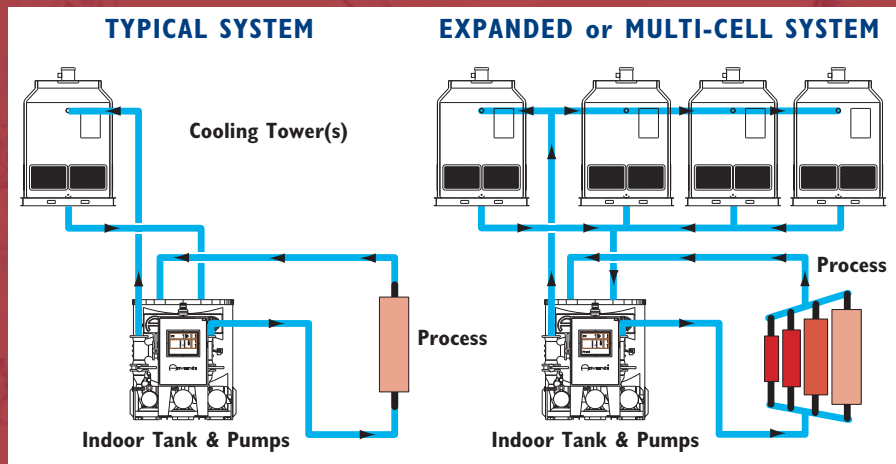 TYPICAL SYSTEM
EXPANDED or MULTI-CELL SYSTEM
Cooling Tower(s)
Process
Process
Indoor Tank & Pumps
Indoor Tank & Pumps